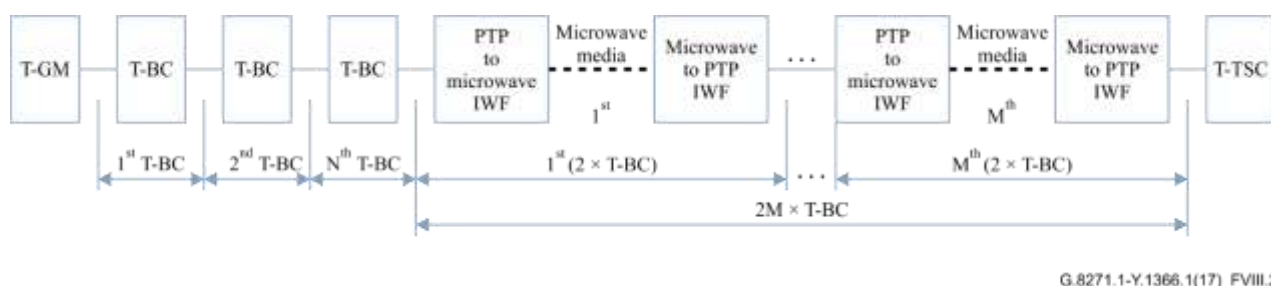 T-GM
T-BC
T-BC
T-BC
PTP
to
microwave
IWF
Microwave
media
1st
Microwave
to PTP
IWF
...
PTP
to
microwave
IWF
Microwave
media
Mth
Microwave
to PTP
IWF
T-TSC
1st T-BC
2nd T-BC
Nth T-BC
1st (2 × T-BC)
...
Mth (2 × T-BC)
2M × T-BC
G.8271.1-Y.1366.1(17)_FVIII.